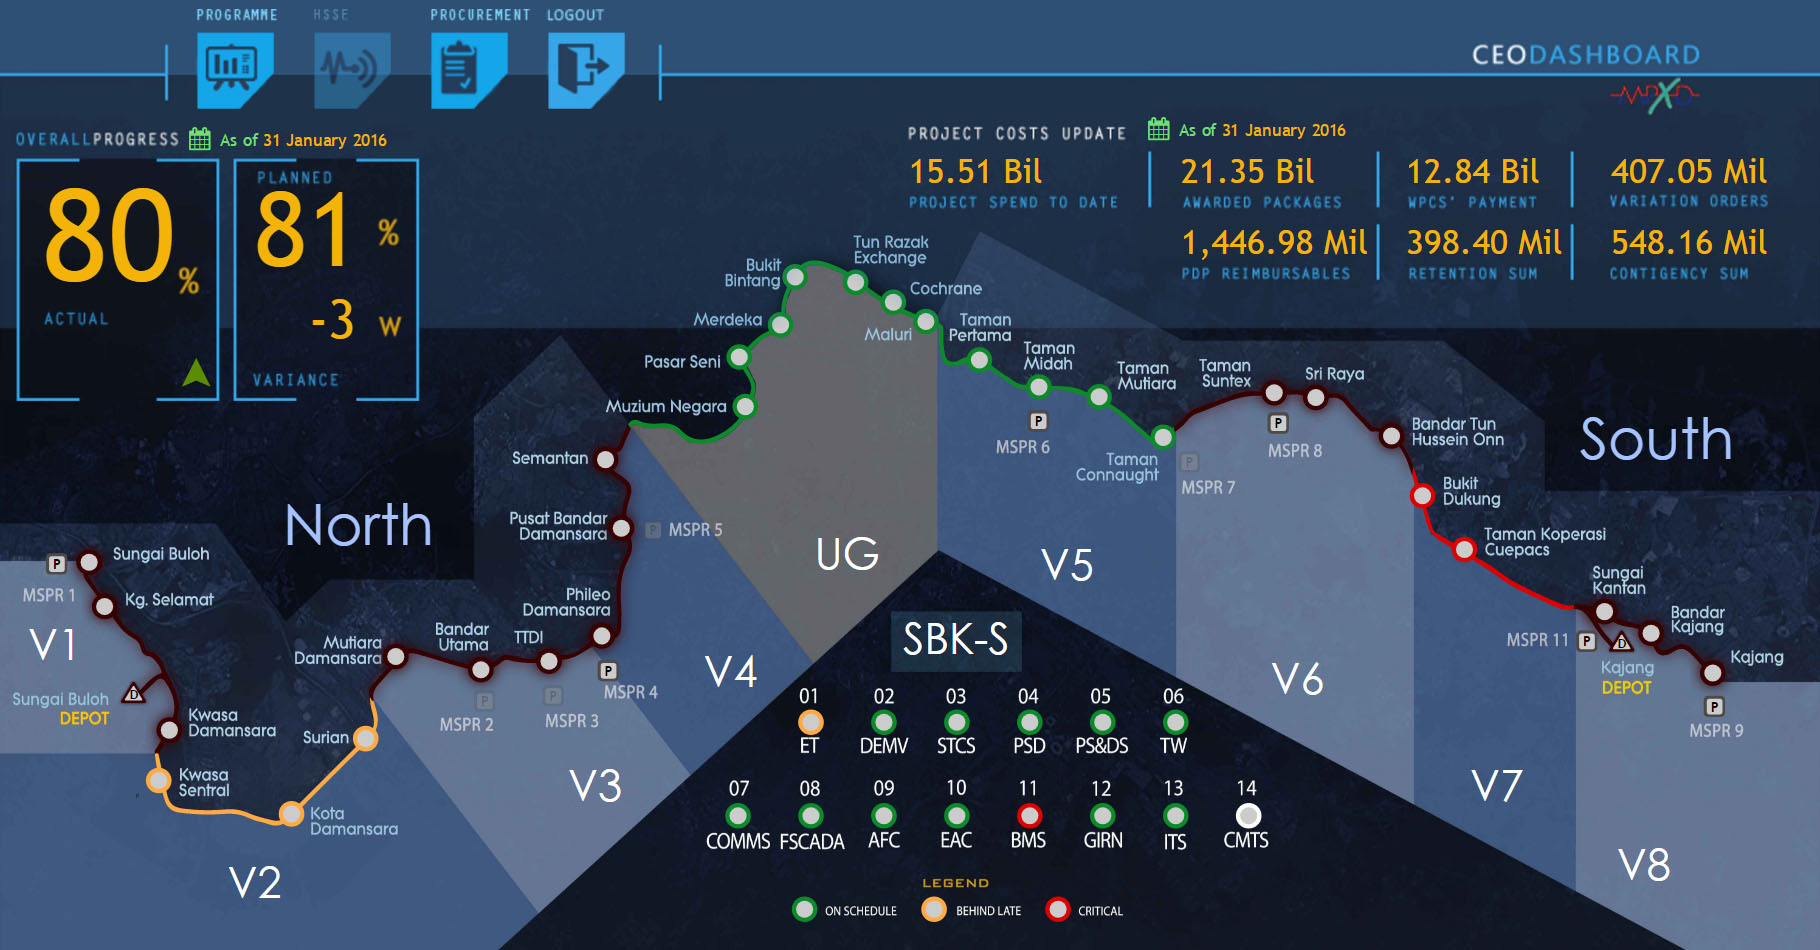 PROGRAMME
HSSE
PROCUREMENT
LOGOUT
CEODASHBOARD
OVERALLPROGRESS
As of 31 January 2016
80 %
ACTUAL
PLANNED
81 %
-3 W
VARIANCE
PROJECT COSTS UPDATE
As of 31 January 2016
15.51 Bil
PROJECT SPEND TO DATE
21.35 Bil
AWARDED PACKAGES
12.84 Bil
WPCS' PAYMENT
407.05 Mil
VARIATION ORDERS
1,446.98 Mil
PDP REIMBURSABLES
398.40 Mil
RETENTION SUM
548.16 Mil
CONTIGENCY SUM
North
South
P
MSPR 1
Sungai Buloh
Kg. Selamat
V1
Sungai Buloh
DEPOT
D
Kwasa
Damansara
Kwasa
Sentral
Kota
Damansara
Surian
V2
Mutiara
Damansara
Bandar
Utama
P
MSPR 2
TTDI
P
MSPR 3
Phileo
Damansara
P
MSPR 4
V3
Pusat Bandar
Damansara
P
MSPR 5
Semantan
V4
Muzium Negara
Pasar Seni
Merdeka
Bukit
Bintang
Tun Razak
Exchange
Cochrane
Maluri
UG
Taman
Pertama
Taman
Midah
P
MSPR 6
Taman
Mutiara
Taman
Connaught
V5
P
MSPR 7
Taman
Suntex
Sri Raya
P
MSPR 8
Bandar Tun
Hussein Onn
V6
Bukit
Dukung
Taman Koperasi
Cuepacs
V7
Sungai
Kantan
MSPR 11
P
D
Kajang
DEPOT
Bandar
Kajang
Kajang
P
MSPR 9
V8
SBK-S
01
ET
02
DEMV
03
STCS
04
PSD
05
PS&DS
06
TW
07
COMMS
08
FSCADA
09
AFC
10
EAC
11
BMS
12
GIRN
13
ITS
14
CMTS
LEGEND
ON SCHEDULE
BEHIND LATE
CRITICAL